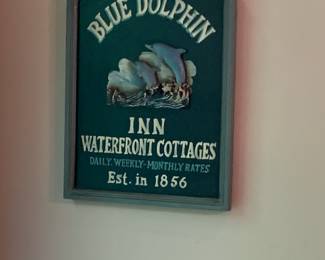 BLUE DOLPHIN
INN
WATERFRONT COTTAGES
DAILY, WEEKLY-MONTHLY RATES
Est. in 1856